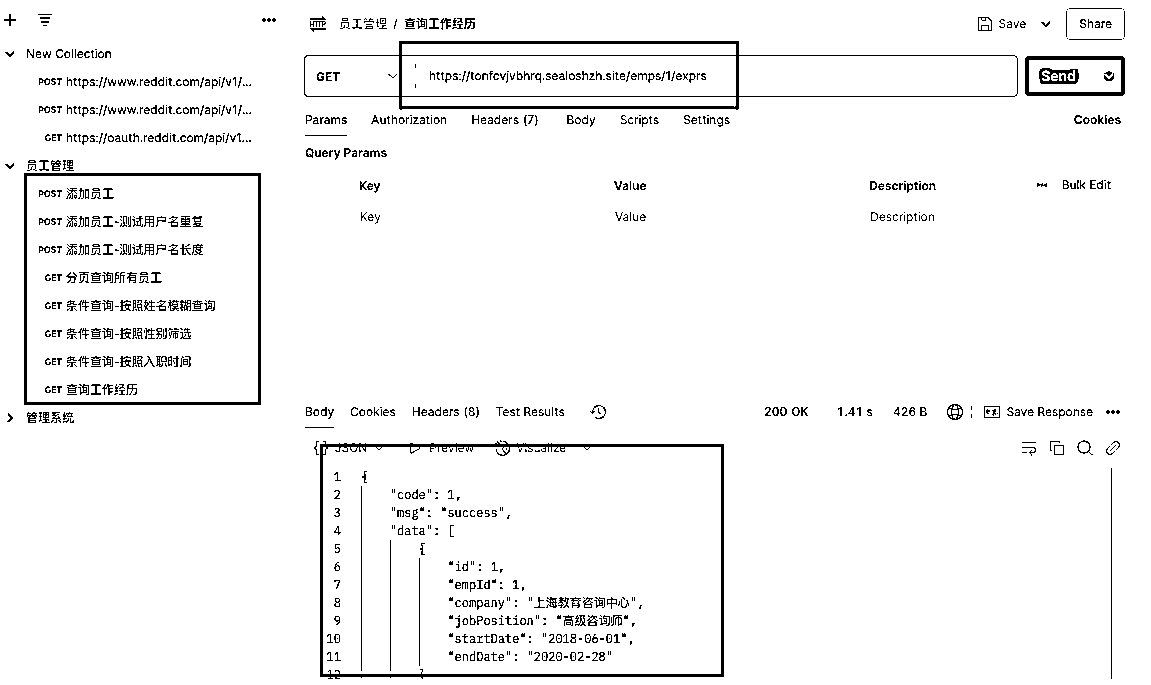 员工管理 / 查询工作经历
Save
Share
New Collection
POST https://www.reddit.com/api/v1/...
POST https://www.reddit.com/api/v1/...
GET https://oauth.reddit.com/api/v1...
员工管理
POST 添加员工
POST 添加员工-测试用户名重复
POST 添加员工-测试用户名长度
GET 分页查询所有员工
GET 条件查询-按照姓名模糊查询
GET 条件查询-按照性别筛选
GET 条件查询-按照入职时间
GET 查询工作经历
管理系统
GET
https://tonfcvjvbhrq.sealoshzh.site/emps/1/exprs
Send
Params Authorization Headers (7) Body Scripts Settings
Cookies
Query Params
Key Value Description Bulk Edit
Key Value Description
Body Cookies Headers (8) Test Results
200 OK 1.41 s 426 B Save Response
{} JSON Preview Visualize
1 {
2 "code": 1,
3 "msg": "success",
4 "data": [
5 {
6 "id": 1,
7 "empId": 1,
8 "company": "上海教育咨询中心",
9 "jobPosition": "高级咨询师",
10 "startDate": "2018-06-01",
11 "endDate": "2020-02-28"
12 }